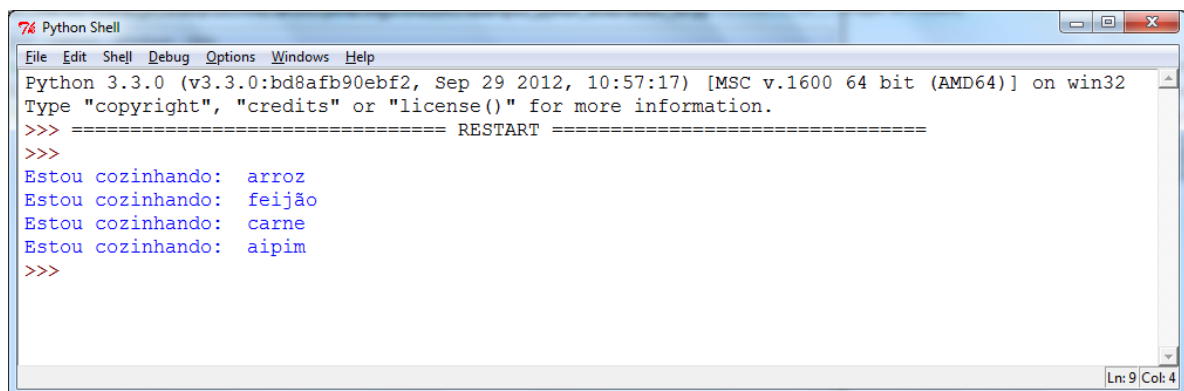 Python Shell
File Edit Shell Debug Options Windows Help
Python 3.3.0 (v3.3.0:bd8afb90ebf2, Sep 29 2012, 10:57:17) [MSC v.1600 64 bit (AMD64)] on win32
Type "copyright", "credits" or "license()" for more information.
>>> ================================ RESTART ================================
>>>
Estou cozinhando:  arroz
Estou cozinhando:  feijão
Estou cozinhando:  carne
Estou cozinhando:  aipim
>>>
Ln: 9 Col: 4